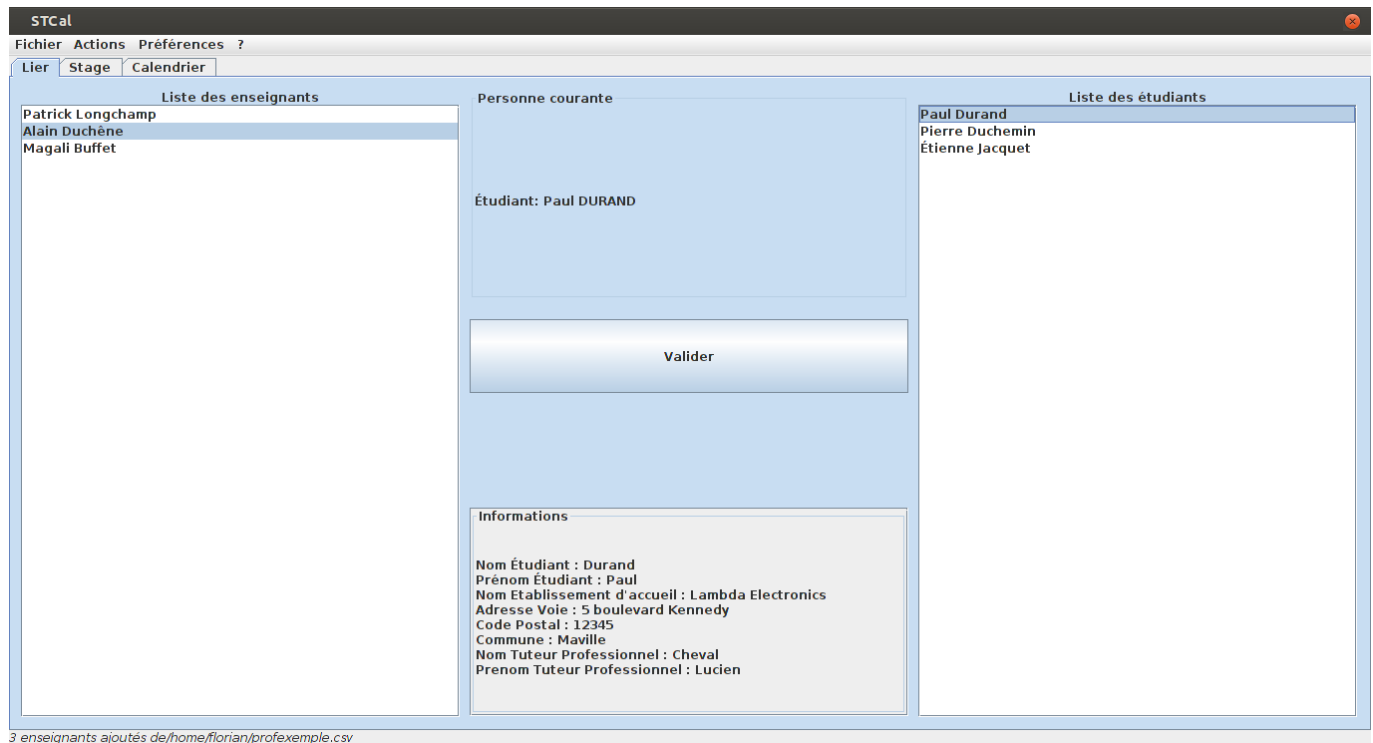 STCal
Fichier Actions Préférences ?
Lier Stage Calendrier
Liste des enseignants
Patrick Longchamp
Alain Duchêne
Magali Buffet
Personne courante
Étudiant: Paul DURAND
Valider
Informations
Nom Étudiant : Durand
Prénom Étudiant : Paul
Nom Etablissement d'accueil : Lambda Electronics
Adresse Voie : 5 boulevard Kennedy
Code Postal : 12345
Commune : Maville
Nom Tuteur Professionnel : Cheval
Prenom Tuteur Professionnel : Lucien
Liste des étudiants
Paul Durand
Pierre Duchemin
Étienne Jacquet
3 enseignants ajoutés de/home/florian/profexemple.csv